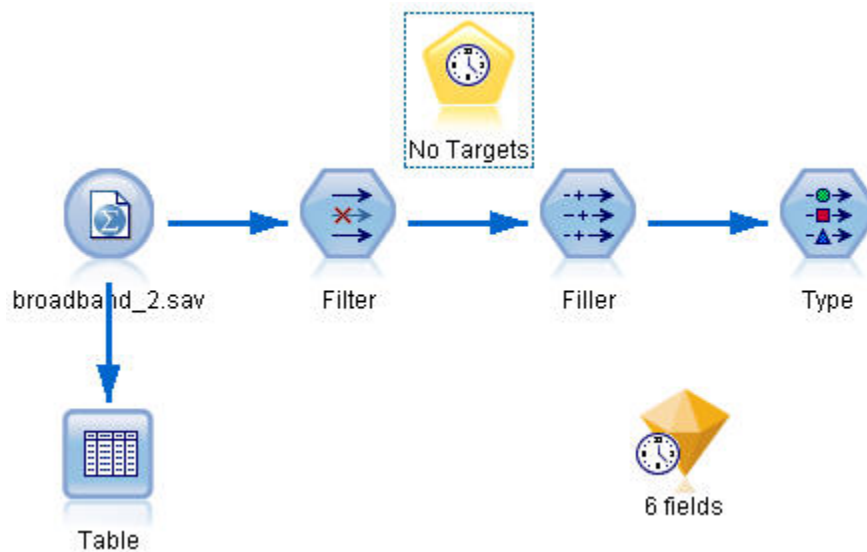 No Targets
broadband_2.sav
Filter
Filler
Type
6 fields
Table